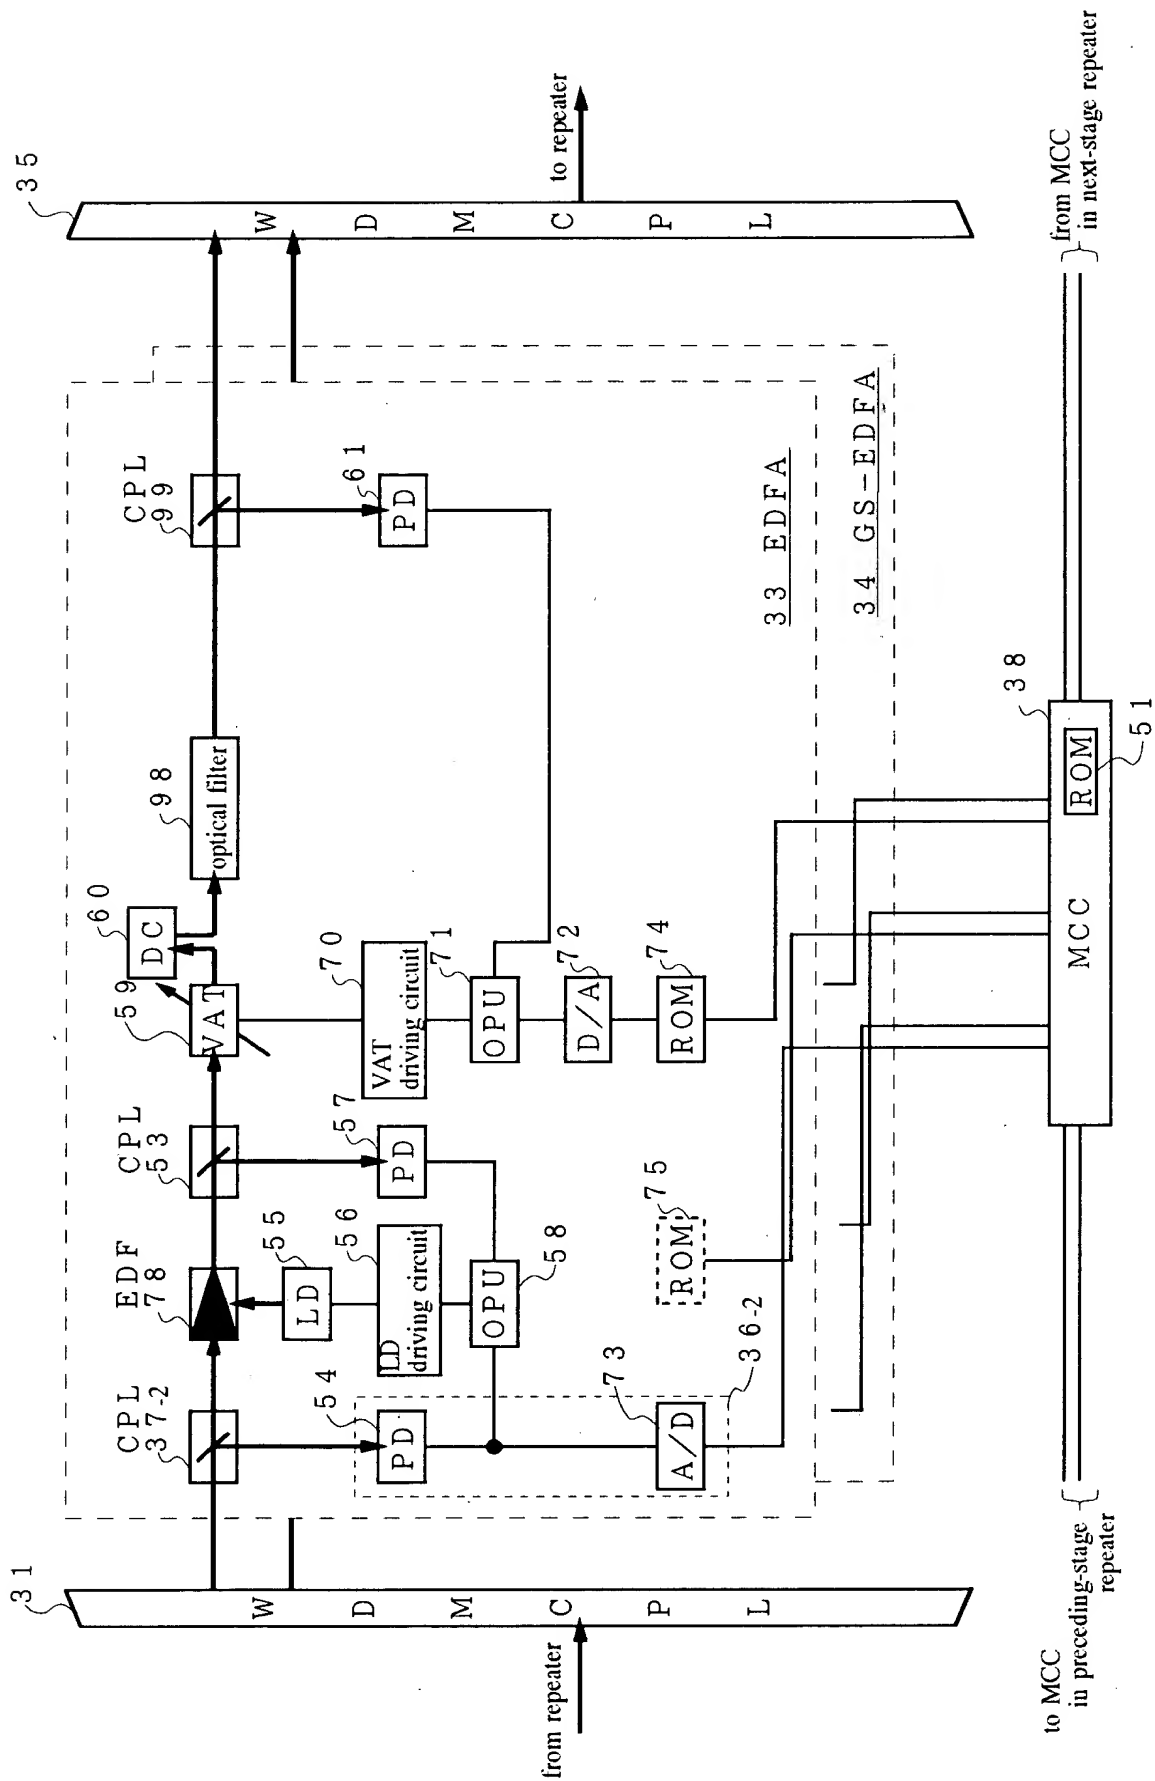 31
35
W D M C P L
from repeater
W D M C P L
to repeater
CPL
37-2
EDF
78
CPL
53
59
VAT
60
DC
98
optical filter
CPL
99
54
PD
55
LD
56
LD
driving circuit
57
PD
70
VAT
driving circuit
61
PD
OPU
58
71
OPU
72
D/A
73
A/D
36-2
75
ROM
74
ROM
33 EDFA
34 GS-EDFA
38
MCC
ROM
51
to MCC
in preceding-stage
repeater
from MCC
in next-stage repeater